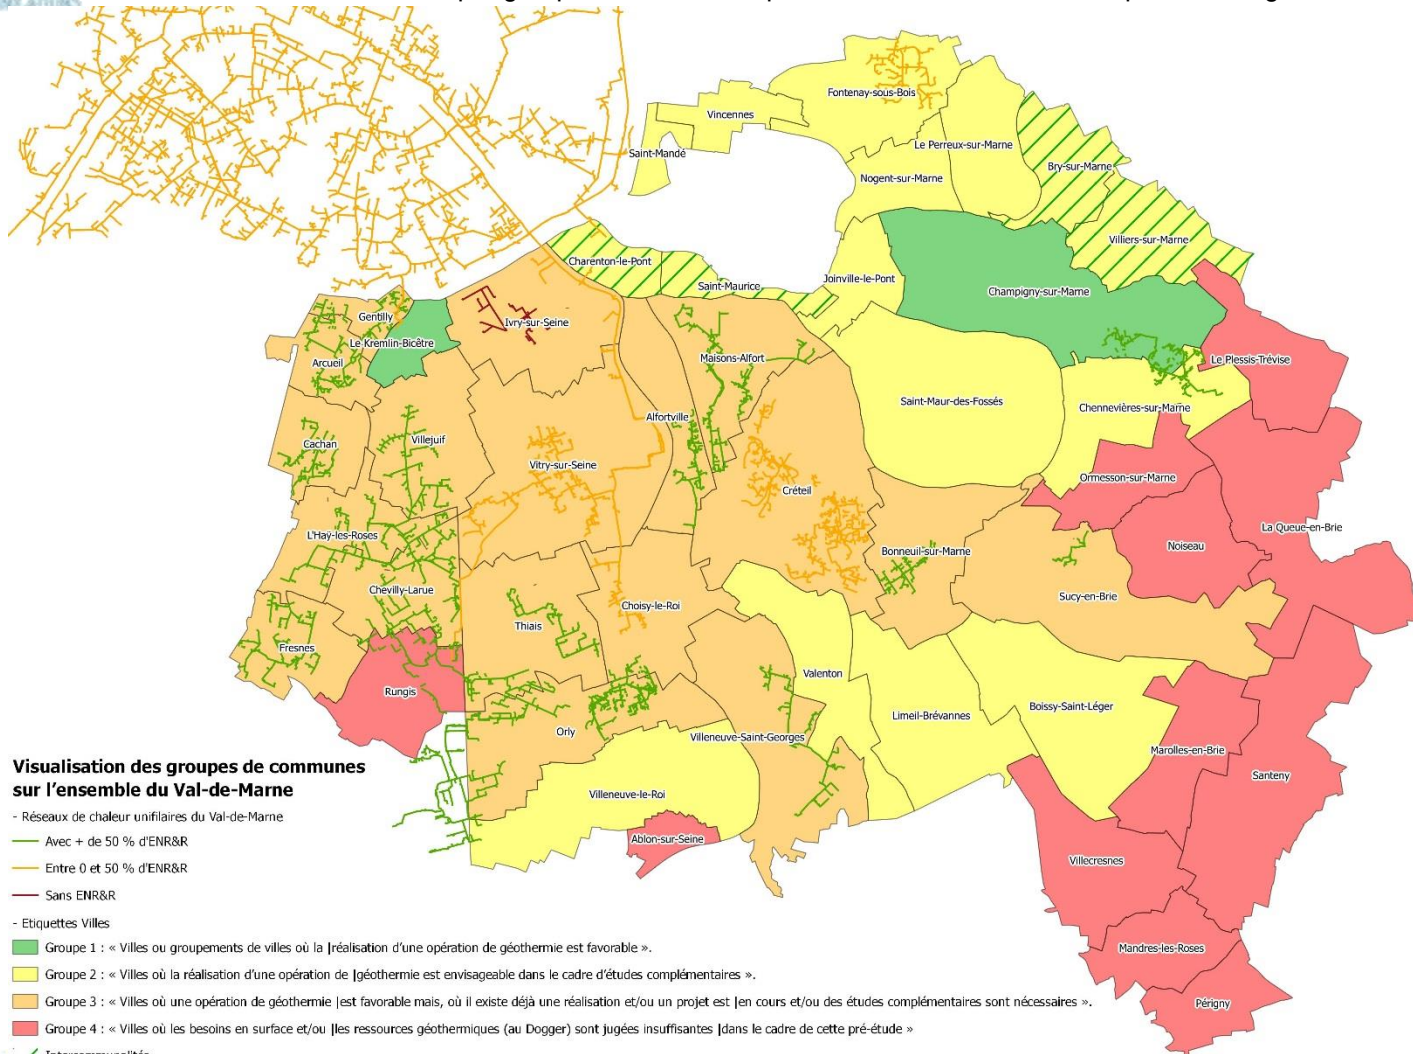 Fontenay-sous-Bois
Vincennes
Saint-Mandé
Le Perreux-sur-Marne
Bry-sur-Marne
Nogent-sur-Marne
Villiers-sur-Marne
Charenton-le-Pont
Saint-Maurice
Joinville-le-Pont
Champigny-sur-Marne
Gentilly
Ivry-sur-Seine
Le-Kremlin-Bicêtre
Arcueil
Maisons-Alfort
Le Plessis-Trévise
Saint-Maur-des-Fossés
Chennevières-sur-Marne
Alfortville
Cachan
Villejuif
Vitry-sur-Seine
Créteil
Ormesson-sur-Marne
La Queue-en-Brie
L'Haÿ-les-Roses
Bonneuil-sur-Marne
Noiseau
Chevilly-Larue
Choisy-le-Roi
Sucy-en-Brie
Thiais
Fresnes
Valenton
Rungis
Limeil-Brévannes
Boissy-Saint-Léger
Orly
Villeneuve-Saint-Georges
Marolles-en-Brie
Santeny
Villeneuve-le-Roi
Ablon-sur-Seine
Villecresnes
Mandres-les-Roses
Périgny
Visualisation des groupes de communes
sur l'ensemble du Val-de-Marne
- Réseaux de chaleur unifilaires du Val-de-Marne
Avec + de 50 % d'ENR&R
Entre 0 et 50 % d'ENR&R
Sans ENR&R
- Etiquettes Villes
Groupe 1 : « Villes ou groupements de villes où la |réalisation d'une opération de géothermie est favorable ».
Groupe 2 : « Villes où la réalisation d'une opération de |géothermie est envisageable dans le cadre d'études complémentaires ».
Groupe 3 : « Villes où une opération de géothermie |est favorable mais, où il existe déjà une réalisation et/ou un projet est |en cours et/ou des études complémentaires sont nécessaires ».
Groupe 4 : « Villes où les besoins en surface et/ou |les ressources géothermiques (au Dogger) sont jugées insuffisantes |dans le cadre de cette pré-étude »
Intercommunalités